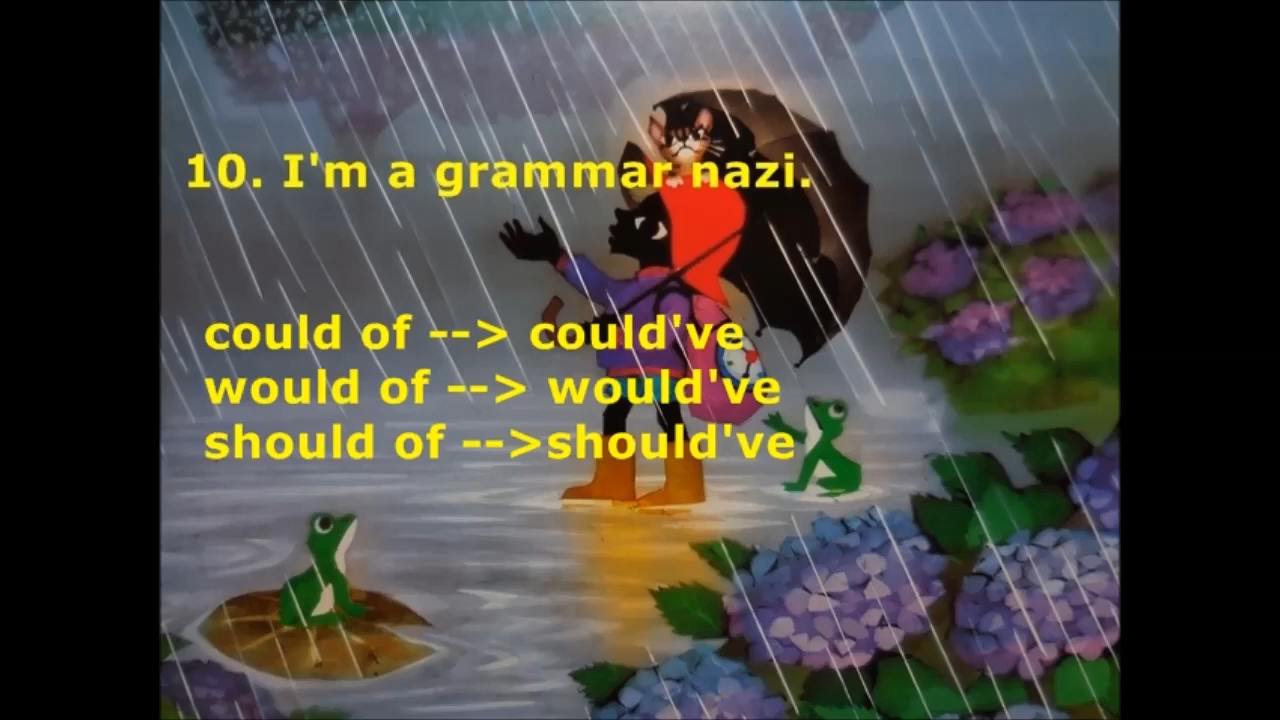 10. I'm a grammar nazi.
could of --> could've
would of --> would've
should of -->should've